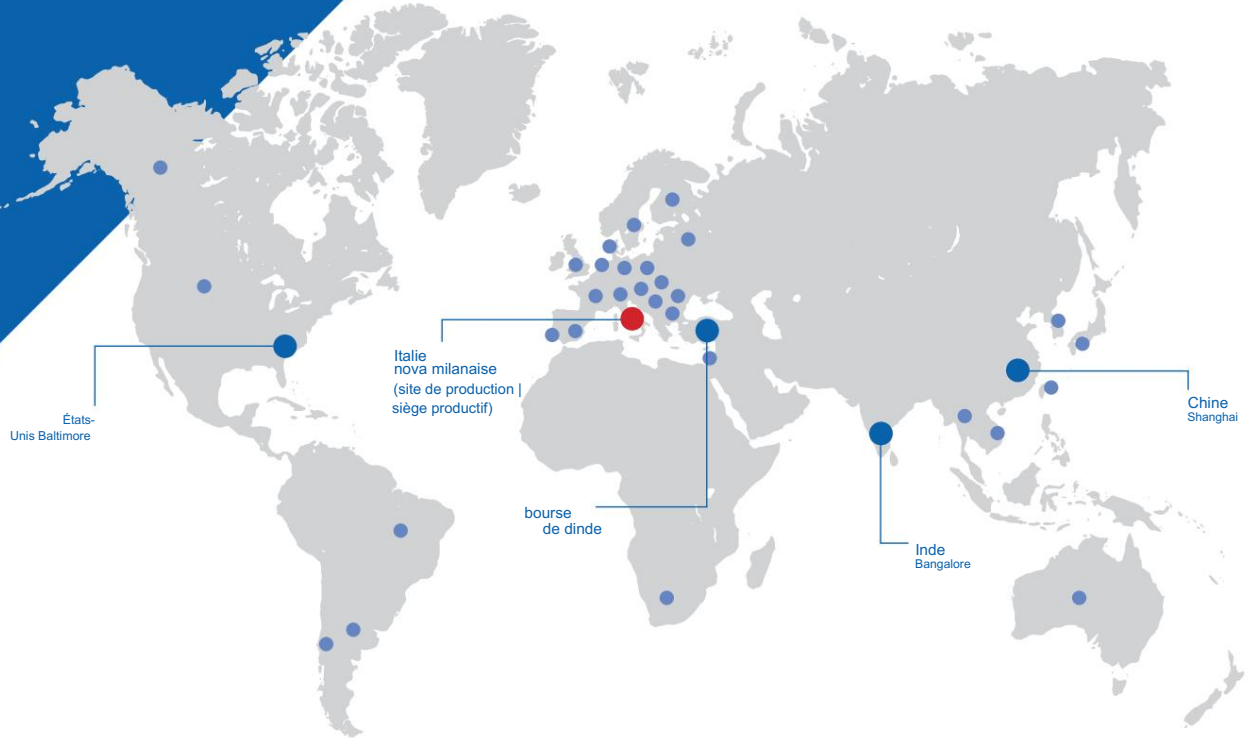 États-
Unis Baltimore
Italie
nova milanaise
(site de production |
siège productif)
bourse
de dinde
Inde
Bangalore
Chine
Shanghai